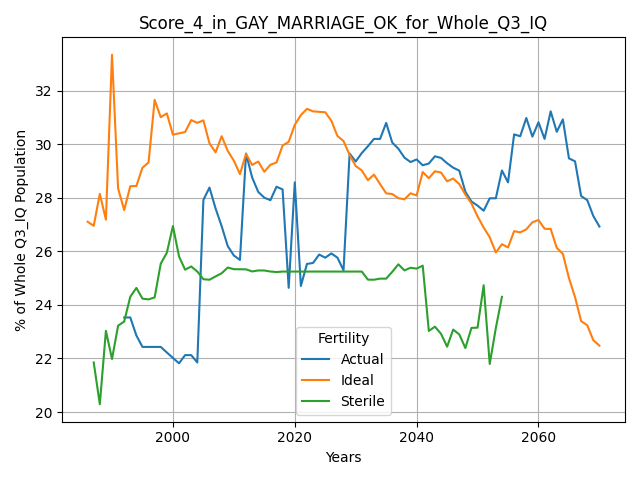 Score_4_in_GAY_MARRIAGE_OK_for_Whole_Q3_IQ
% of Whole Q3_IQ Population
32
30
28
26
24
22
20
Fertility
Actual
Ideal
Sterile
2000 2020 2040 2060
Years